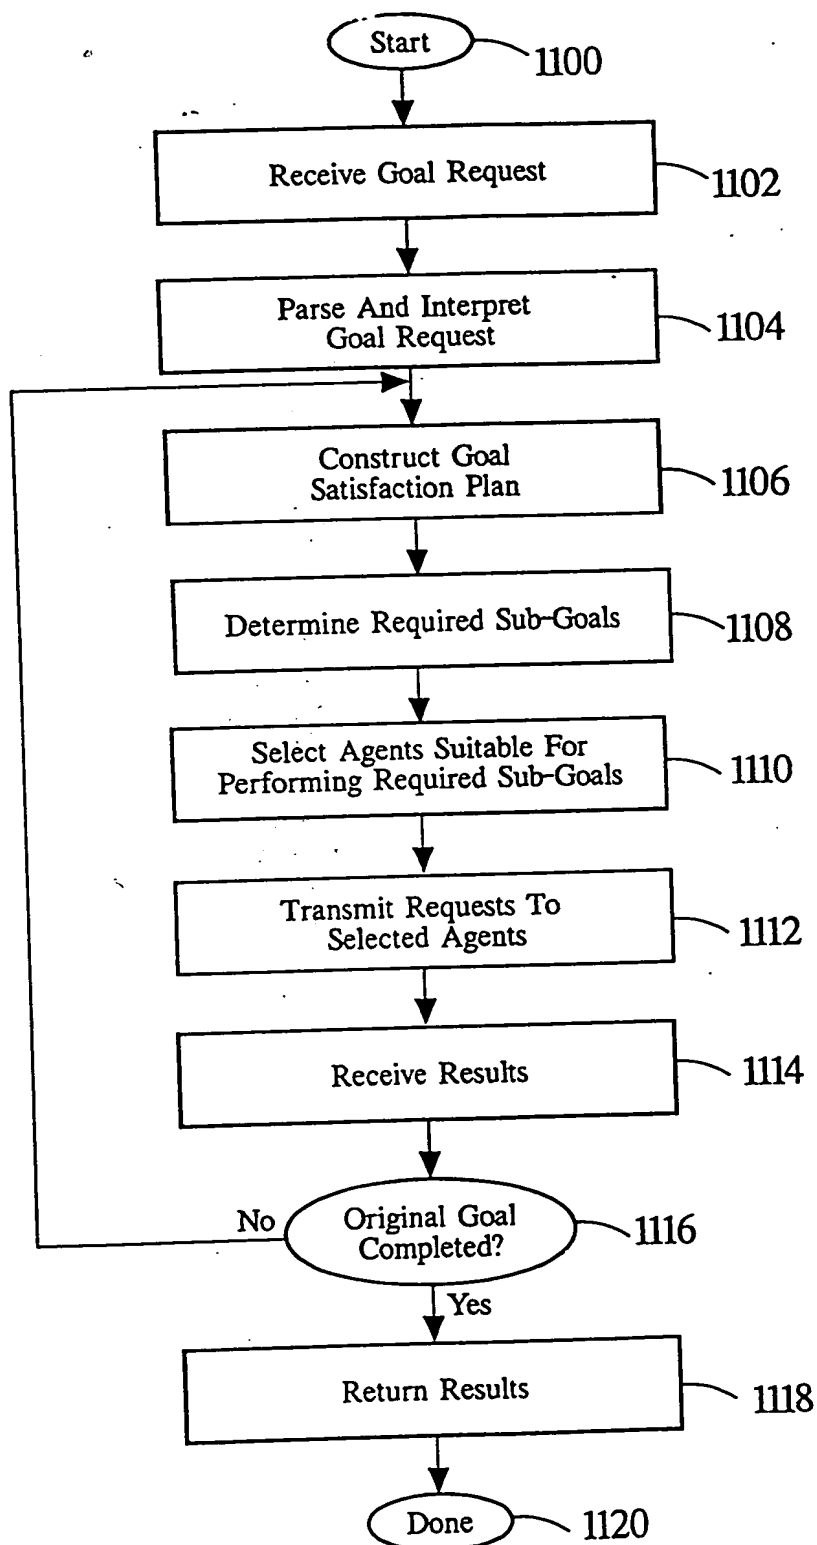 Start
1100
Receive Goal Request
1102
Parse And Interpret
Goal Request
1104
Construct Goal
Satisfaction Plan
1106
Determine Required Sub-Goals
1108
Select Agents Suitable For
Performing Required Sub-Goals
1110
Transmit Requests To
Selected Agents
1112
Receive Results
1114
No
Original Goal
Completed?
1116
Yes
Return Results
1118
Done
1120